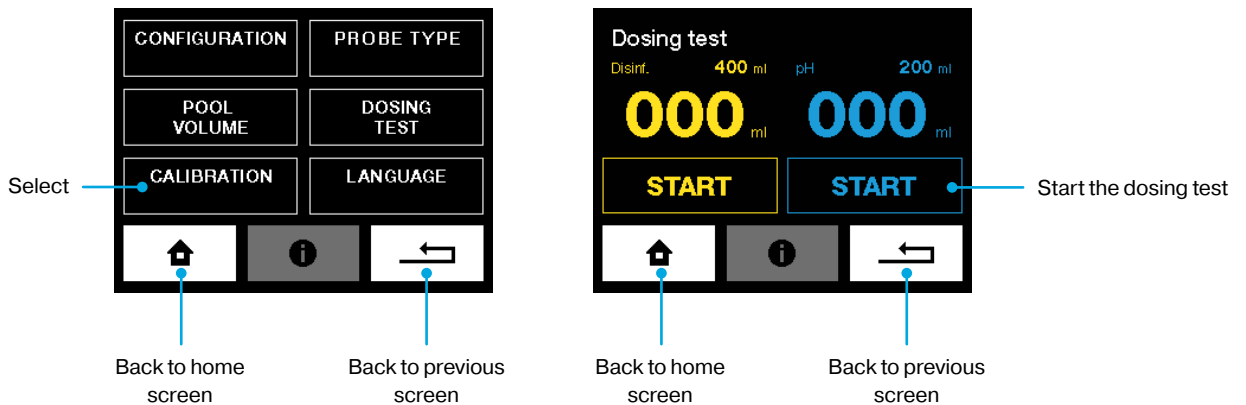 CONFIGURATION
PROBE TYPE
POOL
VOLUME
DOSING
TEST
CALIBRATION
LANGUAGE
Select
Back to home
screen
Back to previous
screen
Dosing test
Disinf. 400 ml
pH 200 ml
000 ml
000 ml
START
START
Start the dosing test
i
i
Back to home
screen
Back to previous
screen